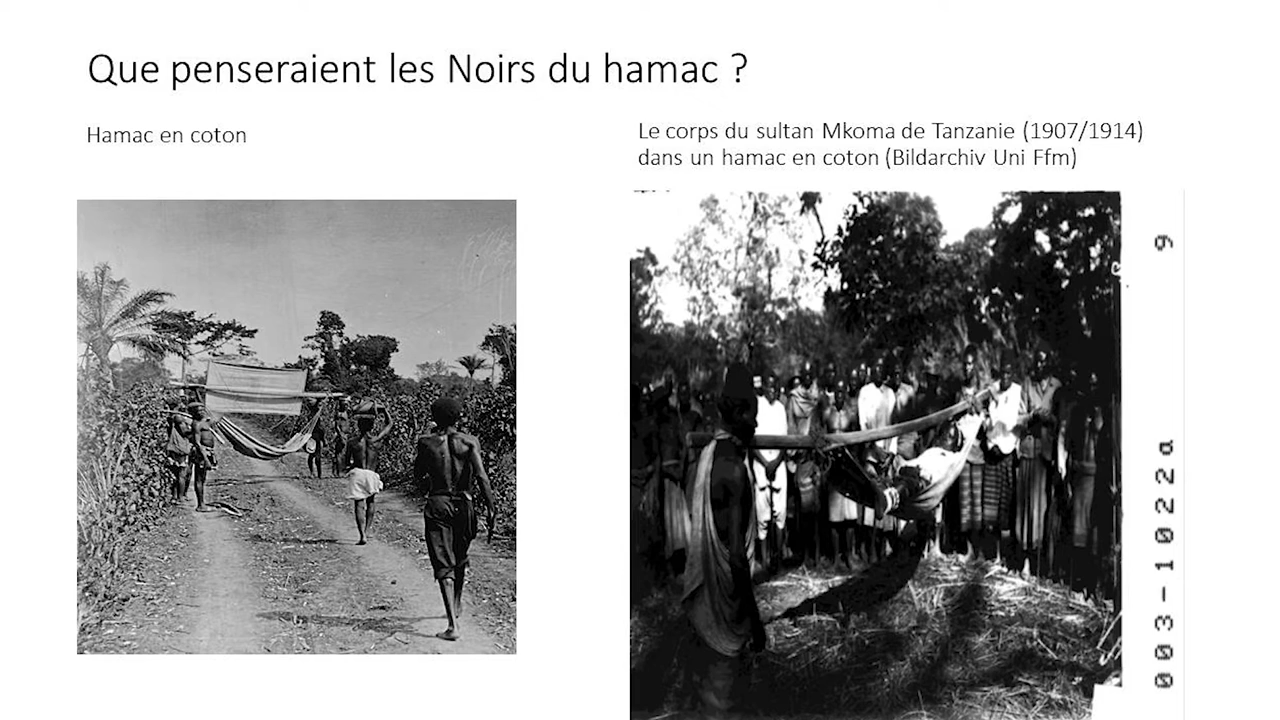 Que penseraient les Noirs du hamac ?
Hamac en coton
Le corps du sultan Mkoma de Tanzanie (1907/1914)
dans un hamac en coton (Bildarchiv Uni Ffm)
003-1022a 9